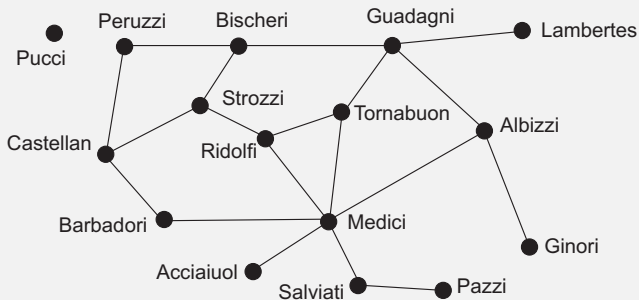 Pucci
Peruzzi
Bischeri
Guadagni
Lambertes
Strozzi
Tornabuon
Albizzi
Castellan
Ridolfi
Barbadori
Medici
Ginori
Acciaiuol
Salviati
Pazzi